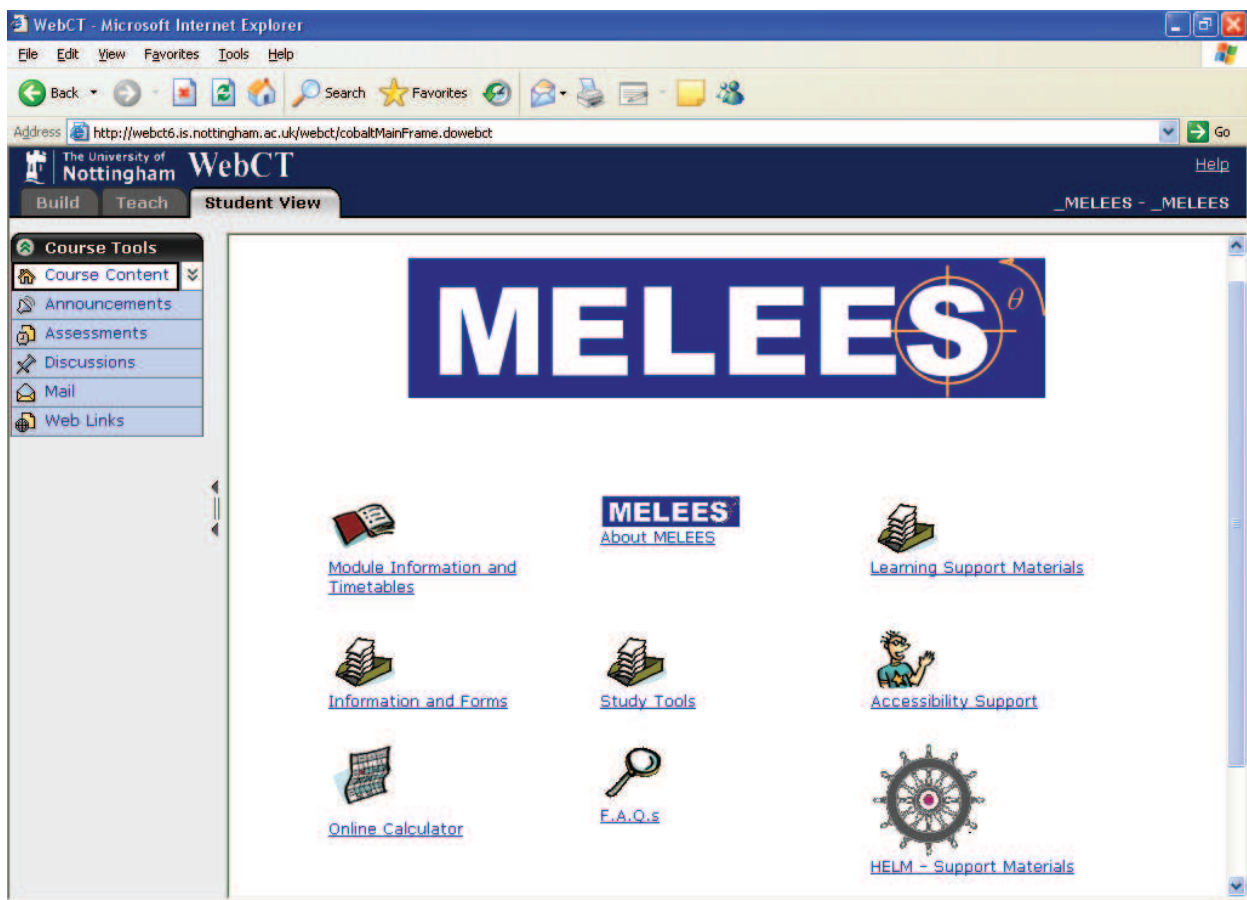 WebCT - Microsoft Internet Explorer
File Edit View Favorites Tools Help
Back Search Favorites
Address http://webct6.is.nottingham.ac.uk/webct/cobaltMainFrame.dowebct Go
The University of
Nottingham WebCT Help
Build Teach Student View _MELEES - _MELEES
Course Tools
Course Content
Announcements
Assessments
Discussions
Mail
Web Links
MELEES θ
MELEES
About MELEES
Module Information and
Timetables
Learning Support Materials
Information and Forms
Study Tools
Accessibility Support
Online Calculator
F.A.Q.s
HELM - Support Materials